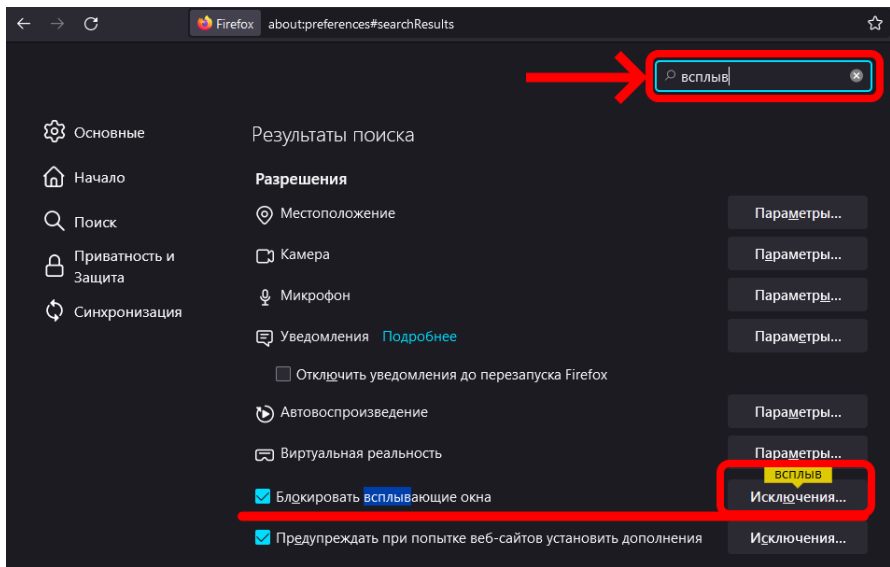 Firefox about:preferences#searchResults
всплыв
Основные
Начало
Поиск
Приватность и
Защита
Синхронизация
Результаты поиска
Разрешения
Местоположение Параметры...
Камера Параметры...
Микрофон Параметры...
Уведомления Подробнее Параметры...
Отключить уведомления до перезапуска Firefox
Автовоспроизведение Параметры...
Виртуальная реальность Параметры...
всплыв
Блокировать всплывающие окна Исключения...
Предупреждать при попытке веб-сайтов установить дополнения Исключения...